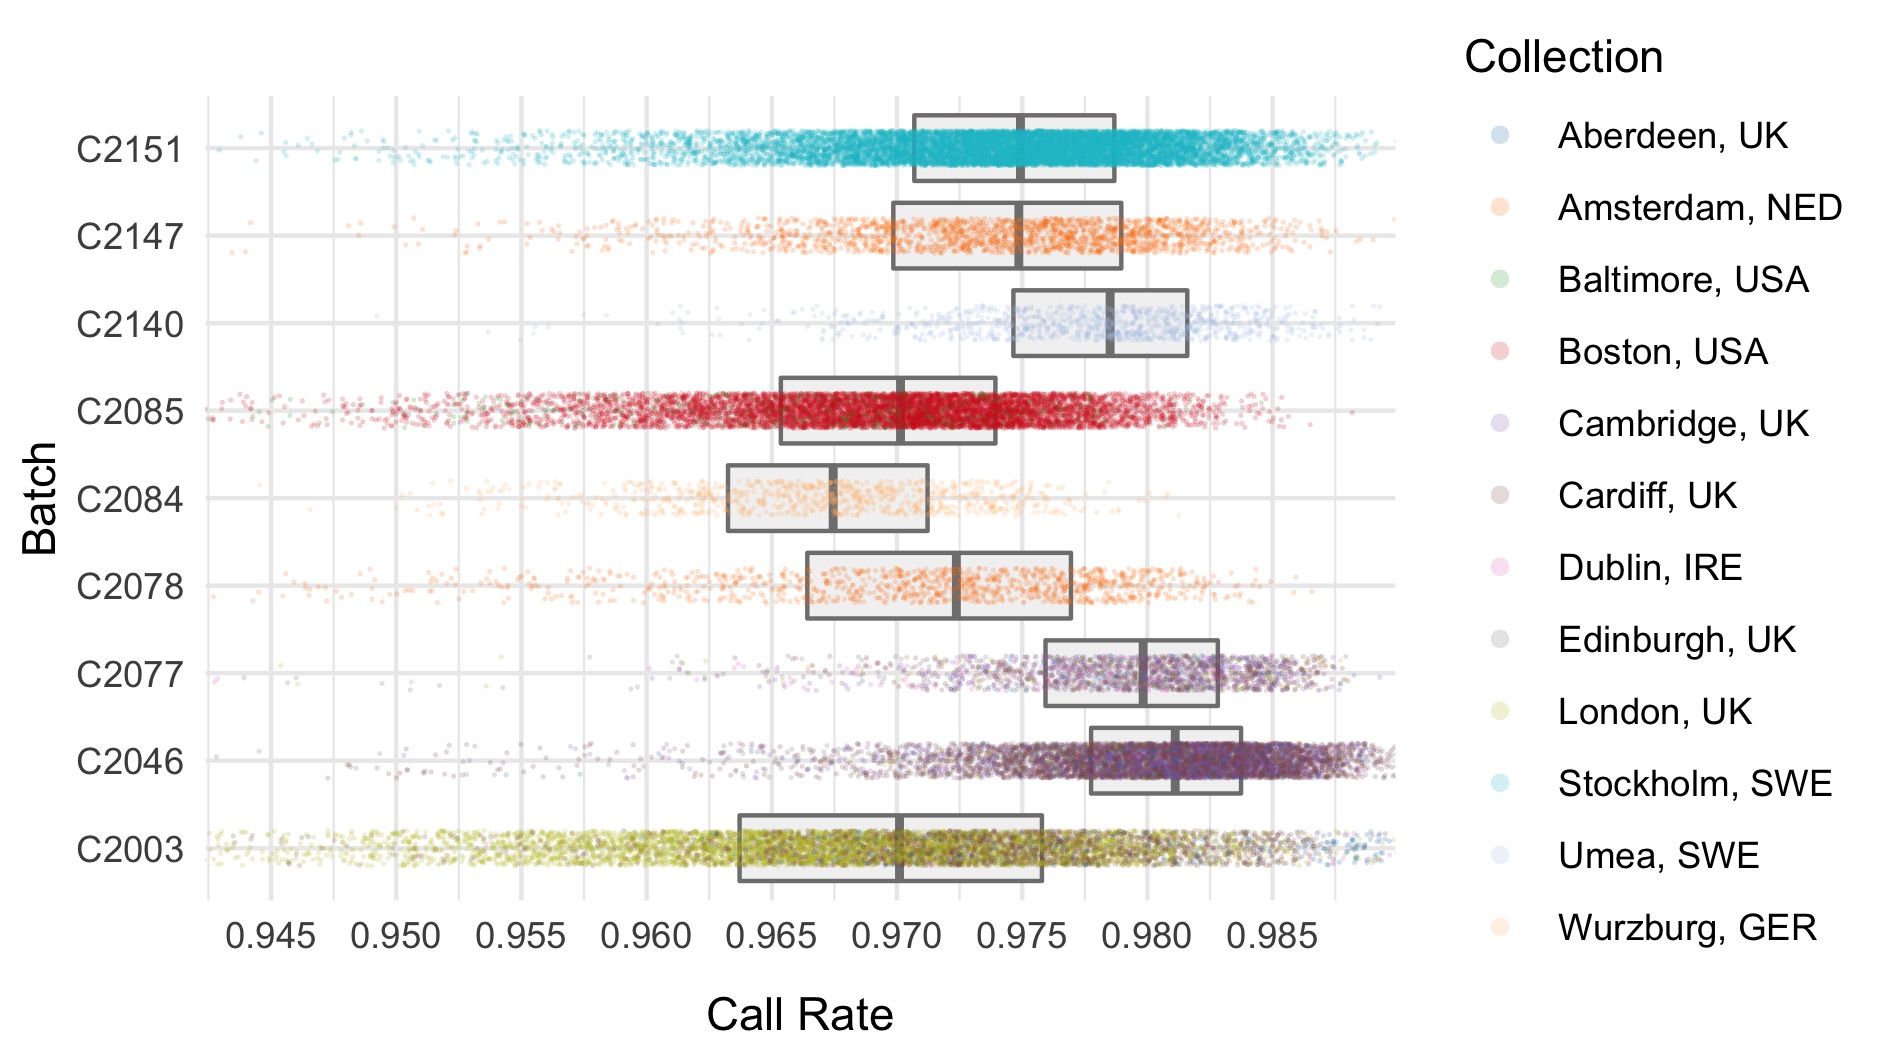 Collection
Aberdeen, UK
Amsterdam, NED
Baltimore, USA
Boston, USA
Cambridge, UK
Cardiff, UK
Dublin, IRE
Edinburgh, UK
London, UK
Stockholm, SWE
Umea, SWE
Wurzburg, GER
Batch
C2151
C2147
C2140
C2085
C2084
C2078
C2077
C2046
C2003
0.945 0.950 0.955 0.960 0.965 0.970 0.975 0.980 0.985
Call Rate